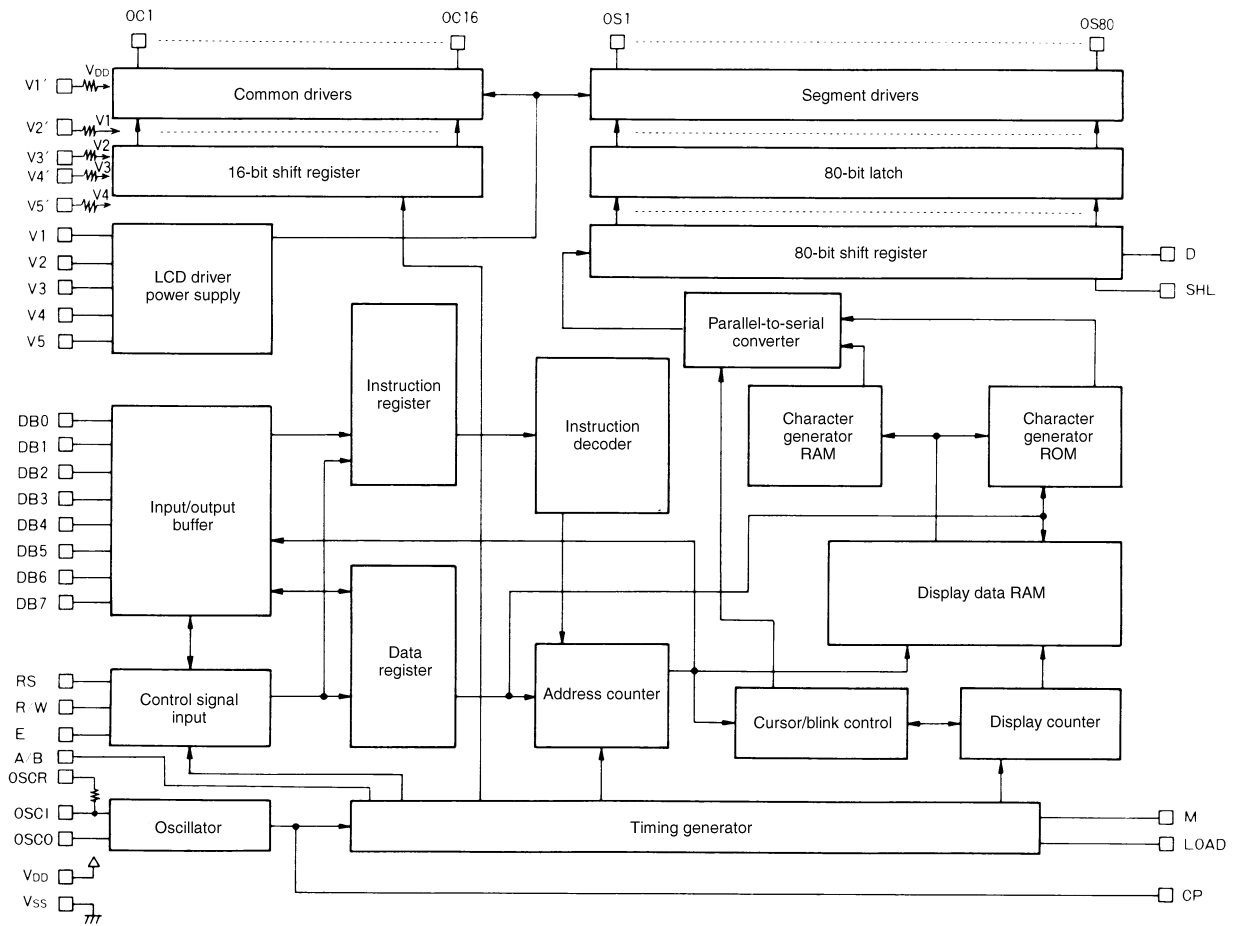 OC1
OC16
OS1
OS80
V1′
VDD
Common drivers
Segment drivers
V2′
V1
V3′
V2
V4′
V3
16-bit shift register
80-bit latch
V5′
V4
V1
V2
V3
V4
V5
LCD driver
power supply
80-bit shift register
D
SHL
Parallel-to-serial
converter
Instruction
register
Instruction
decoder
Character
generator
RAM
Character
generator
ROM
DB0
DB1
DB2
DB3
DB4
DB5
DB6
DB7
Input/output
buffer
Display data RAM
Data
register
RS
R/W
E
A/B
Control signal
input
Address counter
Cursor/blink control
Display counter
OSCR
OSCI
OSCO
Oscillator
Timing generator
M
LOAD
VDD
VSS
CP